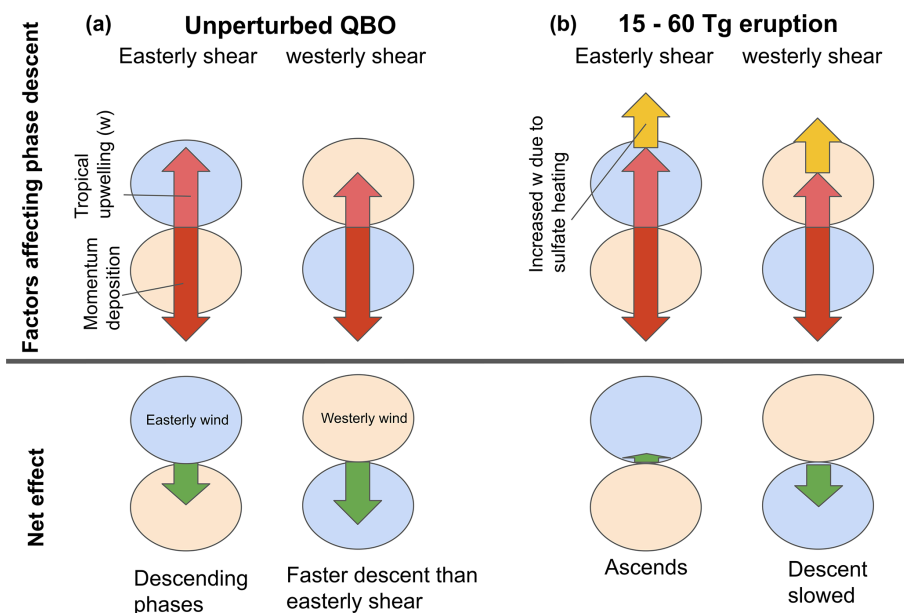 (a) Unperturbed QBO
Easterly shear westerly shear
(b) 15 - 60 Tg eruption
Easterly shear westerly shear
Factors affecting phase descent
Tropical
upwelling (w)
Momentum
deposition
Increased w due to
sulfate heating
Net effect
Easterly wind
Westerly wind
Descending
phases
Faster descent than
easterly shear
Ascends
Descent
slowed